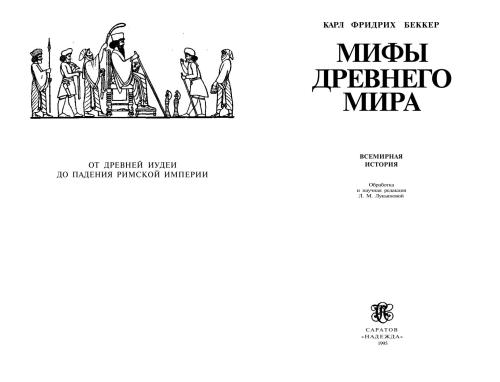 ОТ ДРЕВНЕЙ ИУДЕИ
ДО ПАДЕНИЯ РИМСКОЙ ИМПЕРИИ
КАРЛ ФРИДРИХ БЕККЕР
МИФЫ
ДРЕВНЕГО
МИРА
ВСЕМИРНАЯ
ИСТОРИЯ
Обработка
и научная редакция
Л. М. Лукьяновой
САРАТОВ
«НАДЕЖДА»
1995